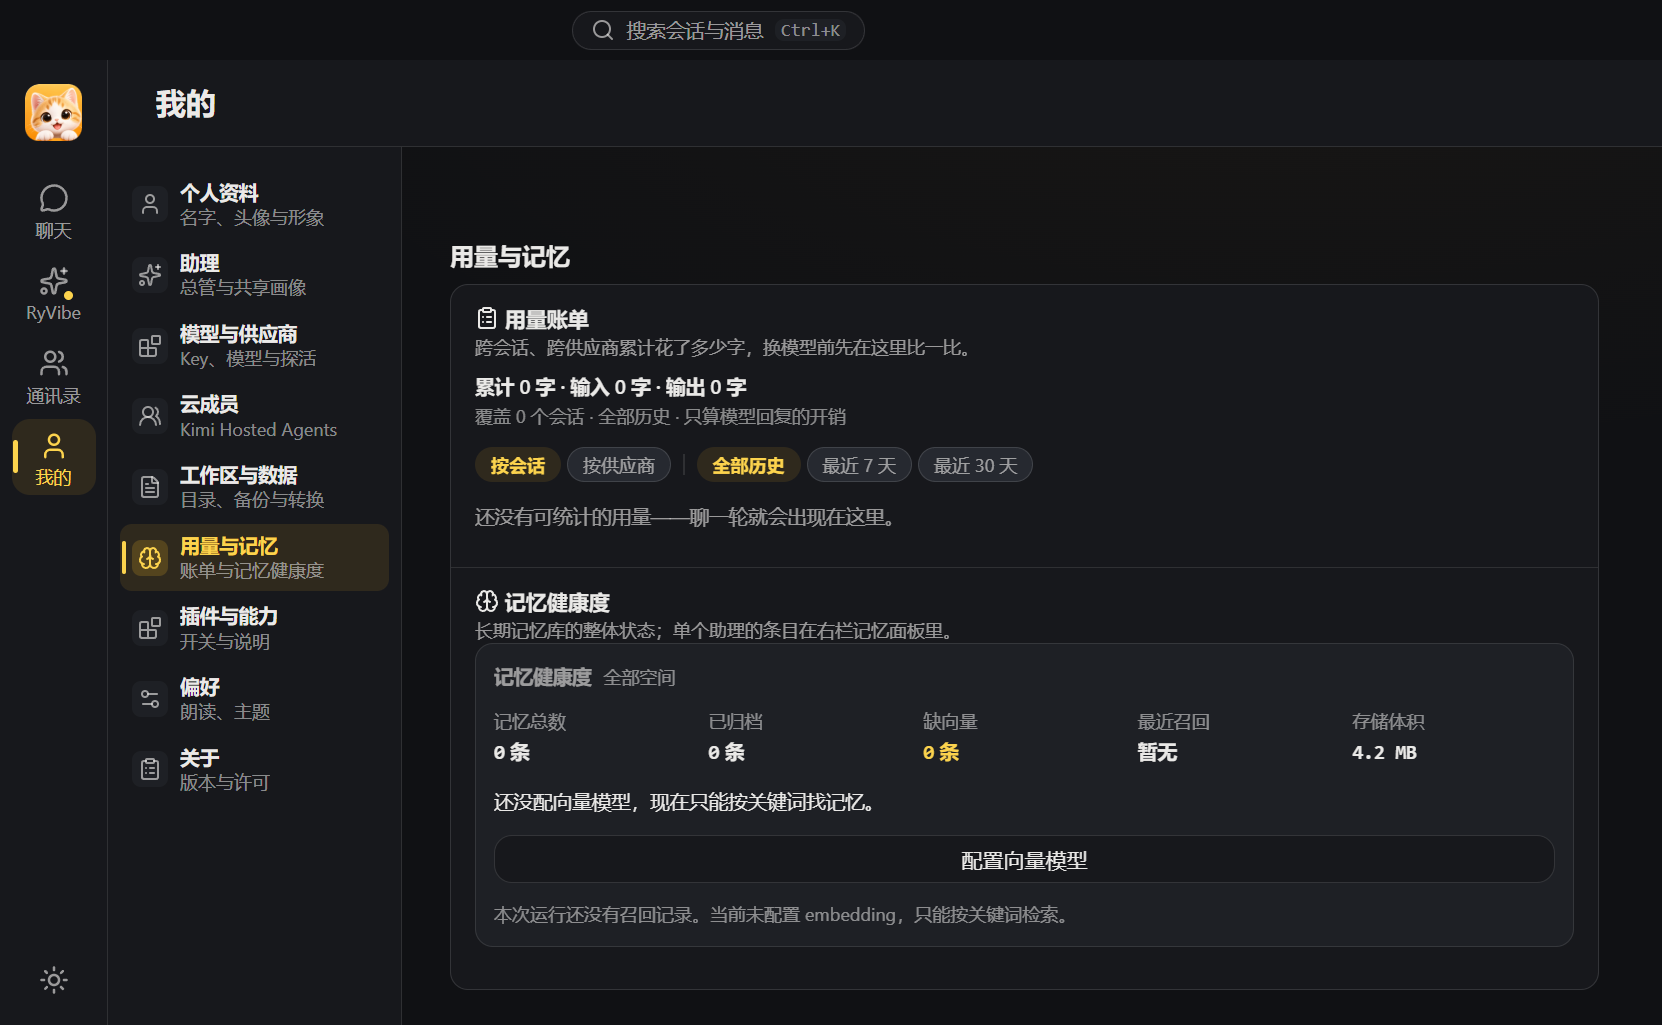 搜索会话与消息 Ctrl+K
我的
聊天
RyVibe
通讯录
我的
个人资料
名字、头像与形象
助理
总管与共享画像
模型与供应商
Key、模型与探活
云成员
Kimi Hosted Agents
工作区与数据
目录、备份与转换
用量与记忆
账单与记忆健康度
插件与能力
开关与说明
偏好
朗读、主题
关于
版本与许可
用量与记忆
用量账单
跨会话、跨供应商累计花了多少字，换模型前先在这里比一比。
累计 0 字 · 输入 0 字 · 输出 0 字
覆盖 0 个会话 · 全部历史 · 只算模型回复的开销
按会话 按供应商 全部历史 最近 7 天 最近 30 天
还没有可统计的用量——聊一轮就会出现在这里。
记忆健康度
长期记忆库的整体状态；单个助理的条目在右栏记忆面板里。
记忆健康度 全部空间
记忆总数 已归档 缺向量 最近召回 存储体积
0 条 0 条 0 条 暂无 4.2 MB
还没配向量模型，现在只能按关键词找记忆。
配置向量模型
本次运行还没有召回记录。当前未配置 embedding，只能按关键词检索。